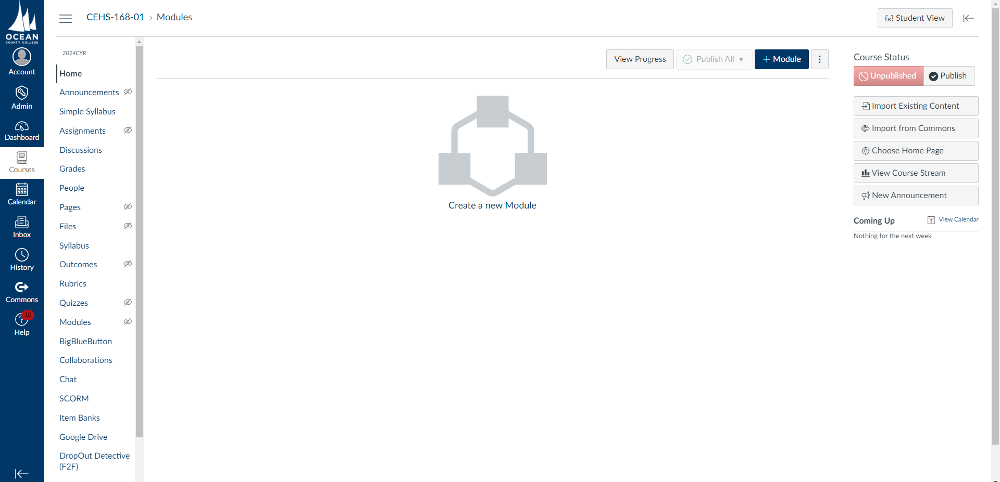 OCEAN
COUNTY COLLEGE
Account
Admin
Dashboard
Courses
Calendar
Inbox
History
Commons
10
Help
CEHS-168-01 › Modules
Student View
2024CYR
Home
Announcements
Simple Syllabus
Assignments
Discussions
Grades
People
Pages
Files
Syllabus
Outcomes
Rubrics
Quizzes
Modules
BigBlueButton
Collaborations
Chat
SCORM
Item Banks
Google Drive
DropOut Detective
(F2F)
View Progress
Publish All
+ Module
Create a new Module
Course Status
Unpublished
Publish
Import Existing Content
Import from Commons
Choose Home Page
View Course Stream
New Announcement
Coming Up
3 View Calendar
Nothing for the next week